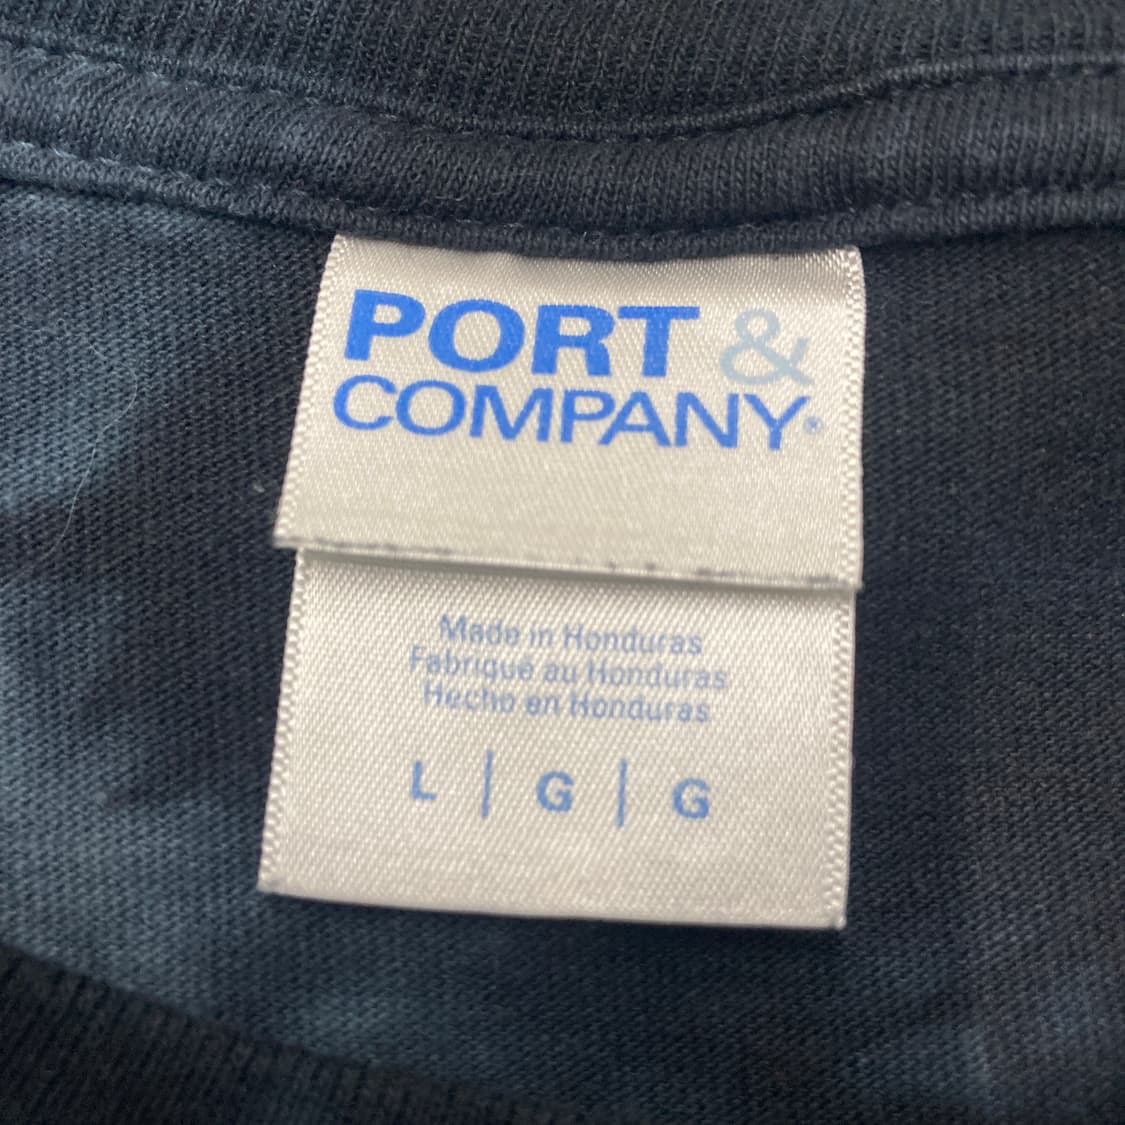 PORT &
COMPANY®
Made in Honduras
Fabriqué au Honduras
Hecho en Honduras
L | G | G